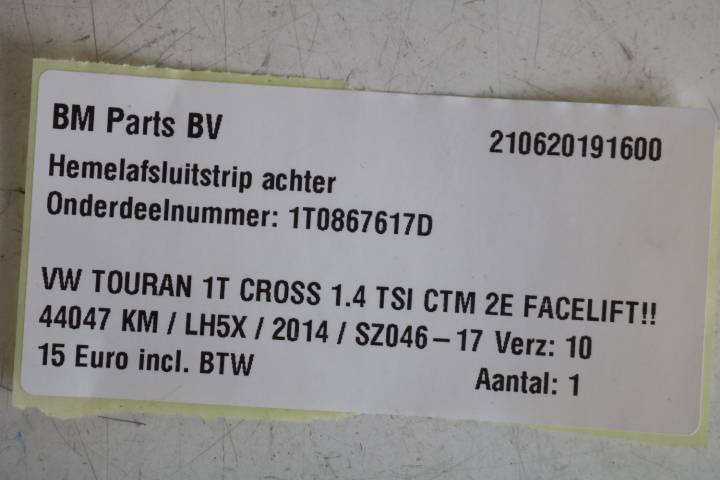 BM Parts BV
210620191600
Hemelafsluitstrip achter
Onderdeelnummer: 1T0867617D
VW TOURAN 1T CROSS 1.4 TSI CTM 2E FACELIFT!!
44047 KM / LH5X / 2014 / SZ046-17 Verz: 10
15 Euro incl. BTW
Aantal: 1